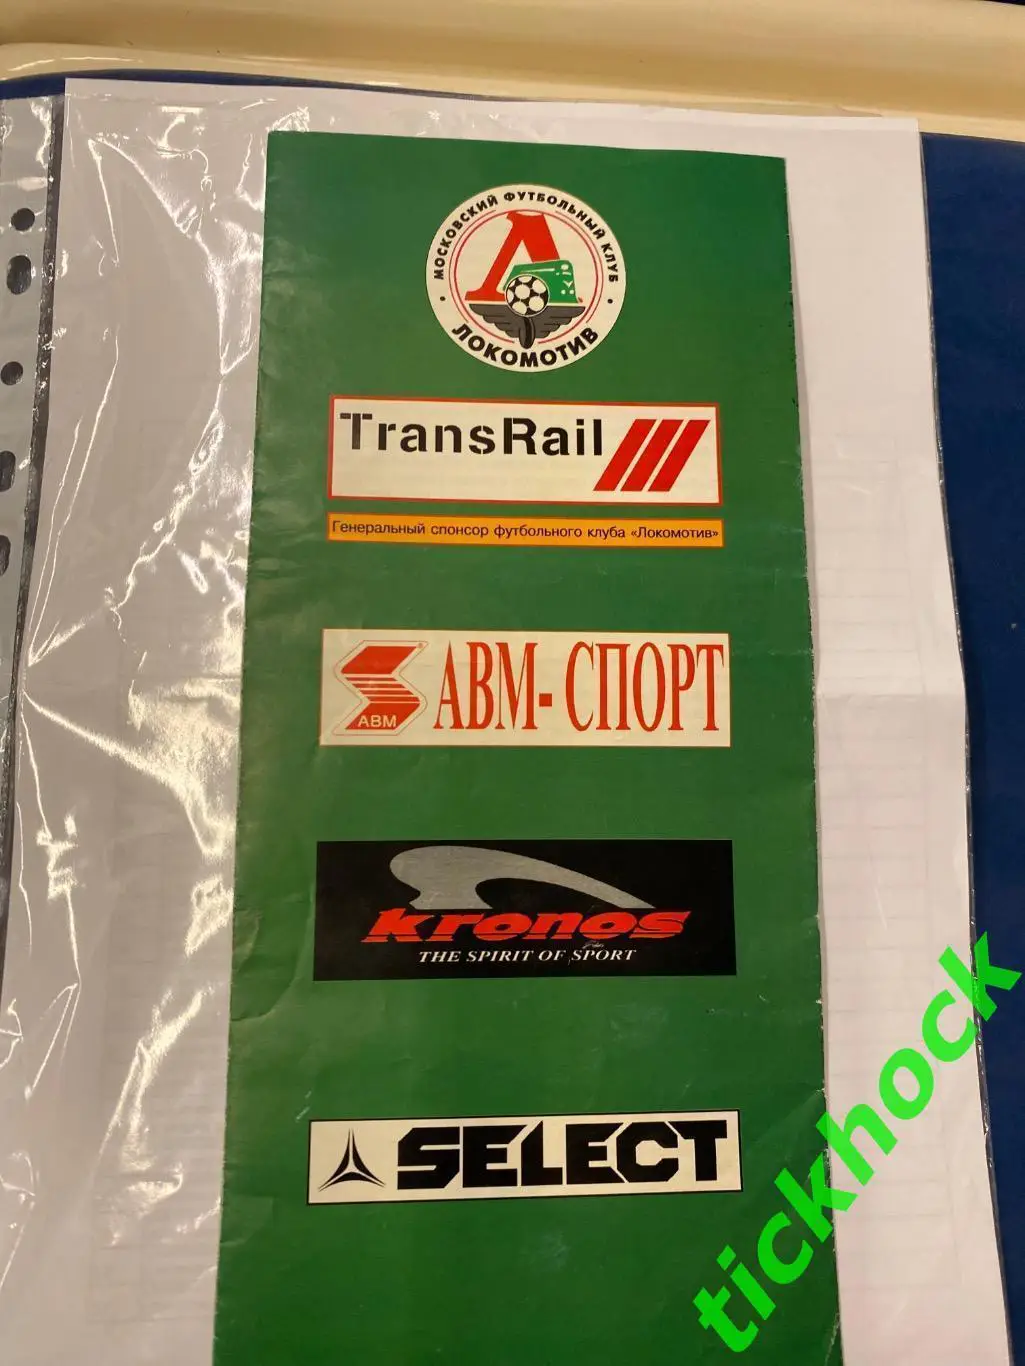 МОСКОВСКИЙ ФУТБОЛЬНЫЙ КЛУБ
ЛОКОМОТИВ
TransRail
Генеральный спонсор футбольного клуба «Локомотив»
АВМ
АВМ-СПОРТ
kronos
THE SPIRIT OF SPORT
SELECT
tickhock